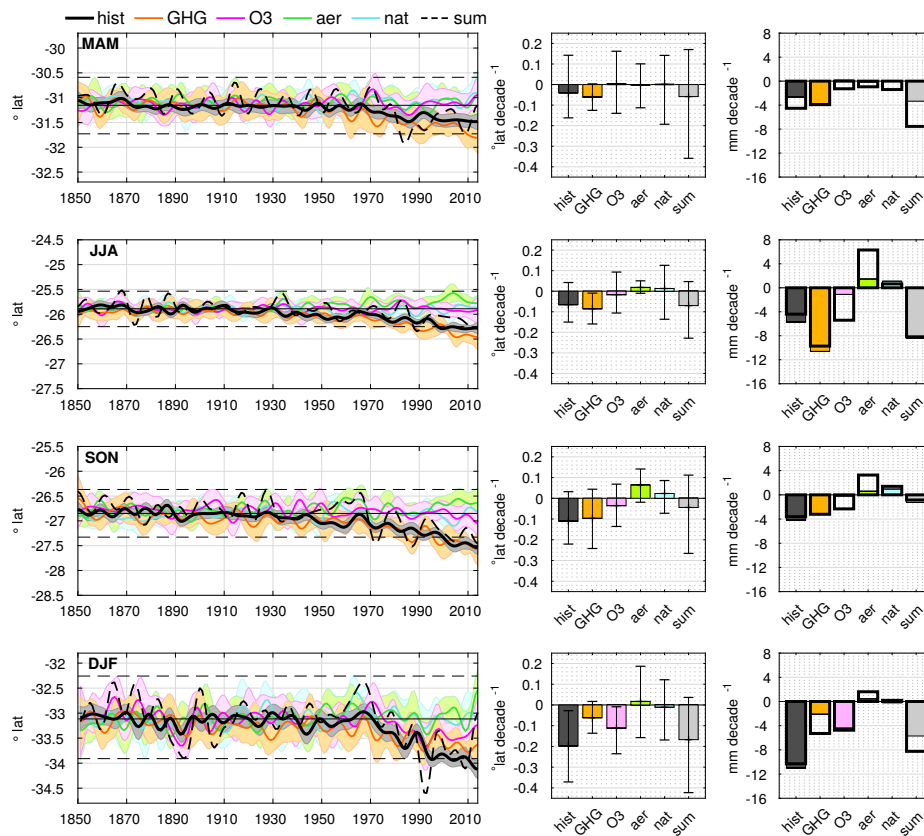 hist GHG O3 aer nat sum
MAM
° lat
-30
-30.5
-31
-31.5
-32
-32.5
1850 1870 1890 1910 1930 1950 1970 1990 2010
°lat decade -1
0.2
0.1
0
-0.1
-0.2
-0.3
-0.4
hist GHG O3 aer nat sum
mm decade -1
8
4
0
-4
-8
-12
-16
hist GHG O3 aer nat sum
JJA
° lat
-24.5
-25
-25.5
-26
-26.5
-27
-27.5
1850 1870 1890 1910 1930 1950 1970 1990 2010
°lat decade -1
0.2
0.1
0
-0.1
-0.2
-0.3
-0.4
hist GHG O3 aer nat sum
mm decade -1
8
4
0
-4
-8
-12
-16
hist GHG O3 aer nat sum
SON
° lat
-25.5
-26
-26.5
-27
-27.5
-28
-28.5
1850 1870 1890 1910 1930 1950 1970 1990 2010
°lat decade -1
0.2
0.1
0
-0.1
-0.2
-0.3
-0.4
hist GHG O3 aer nat sum
mm decade -1
8
4
0
-4
-8
-12
-16
hist GHG O3 aer nat sum
DJF
° lat
-32
-32.5
-33
-33.5
-34
-34.5
1850 1870 1890 1910 1930 1950 1970 1990 2010
°lat decade -1
0.2
0.1
0
-0.1
-0.2
-0.3
-0.4
hist GHG O3 aer nat sum
mm decade -1
8
4
0
-4
-8
-12
-16
hist GHG O3 aer nat sum